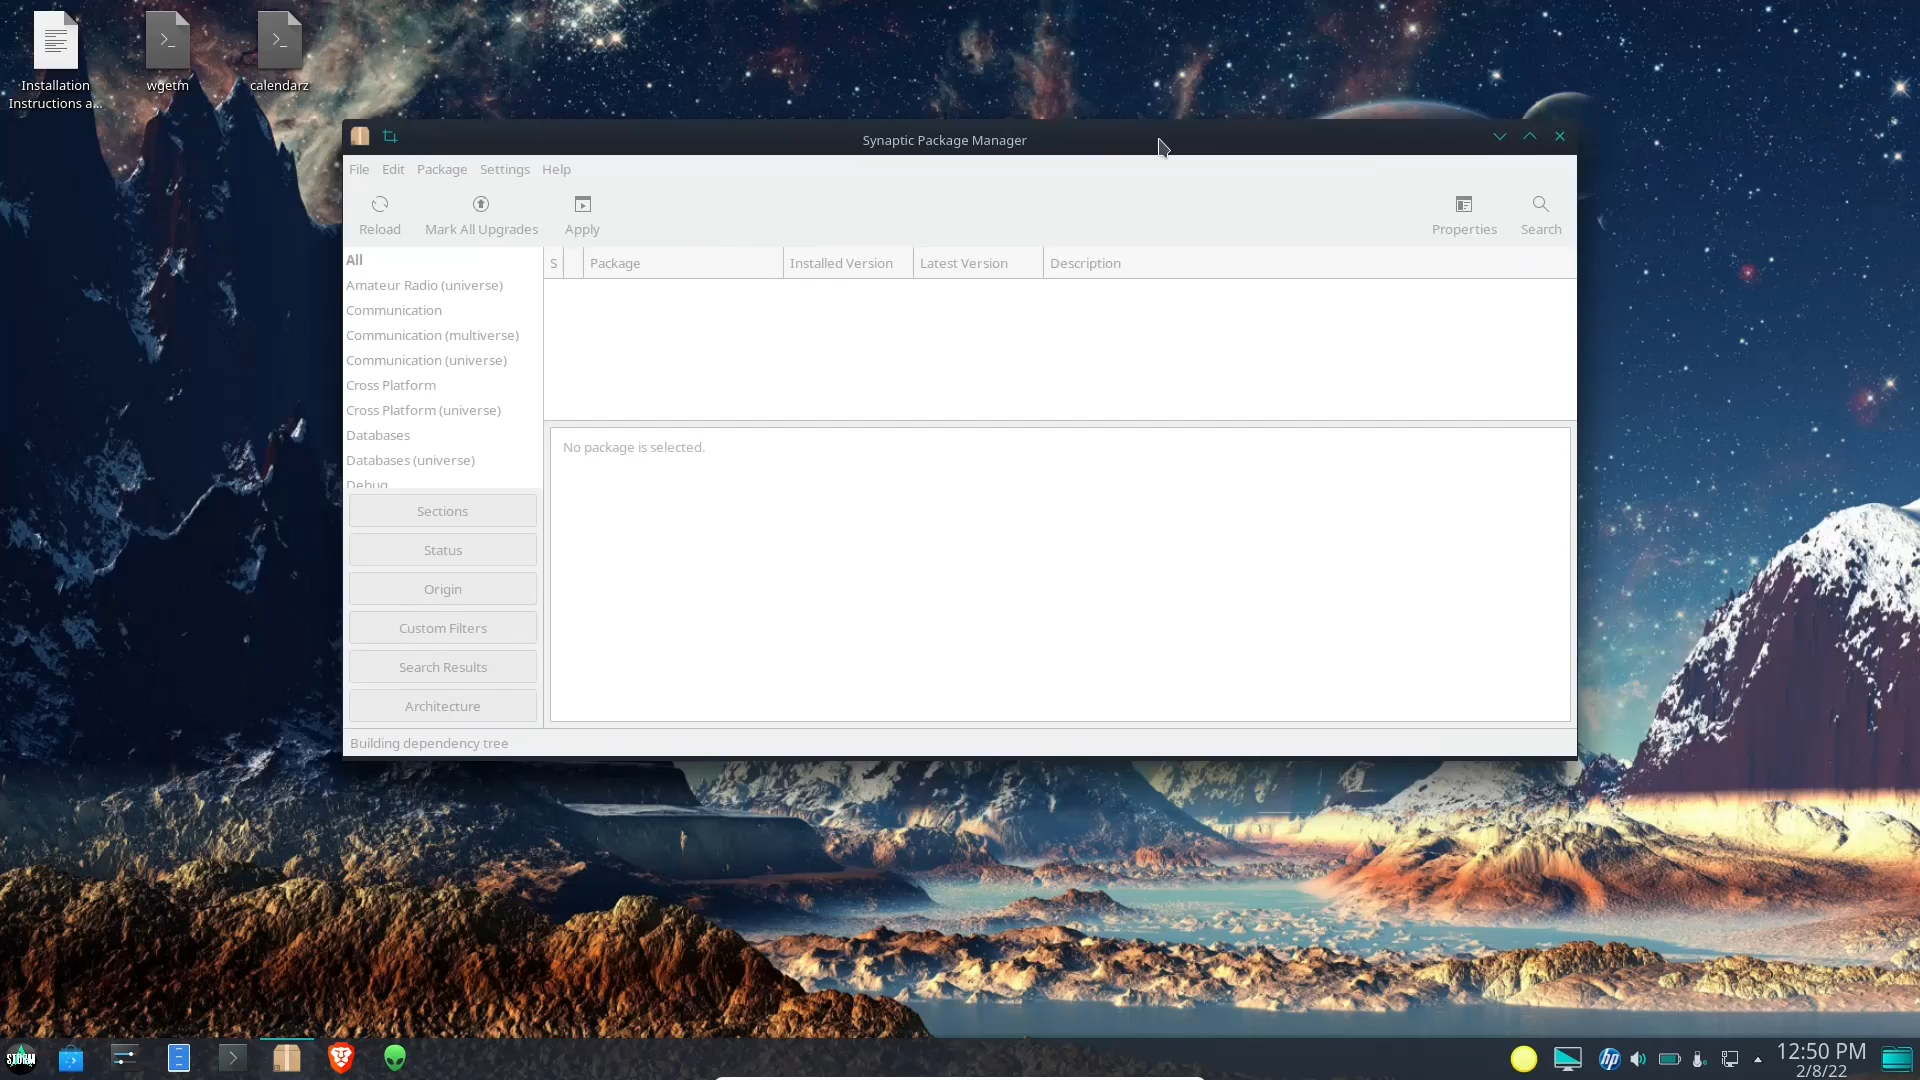 Installation
Instructions a...
wgetm
calendarz
Synaptic Package Manager
File Edit Package Settings Help
Reload Mark All Upgrades Apply Properties Search
All
Amateur Radio (universe)
Communication
Communication (multiverse)
Communication (universe)
Cross Platform
Cross Platform (universe)
Databases
Databases (universe)
Debug
Sections
Status
Origin
Custom Filters
Search Results
Architecture
S Package Installed Version Latest Version Description
No package is selected.
Building dependency tree
STORM
hp
12:50 PM
2/8/22